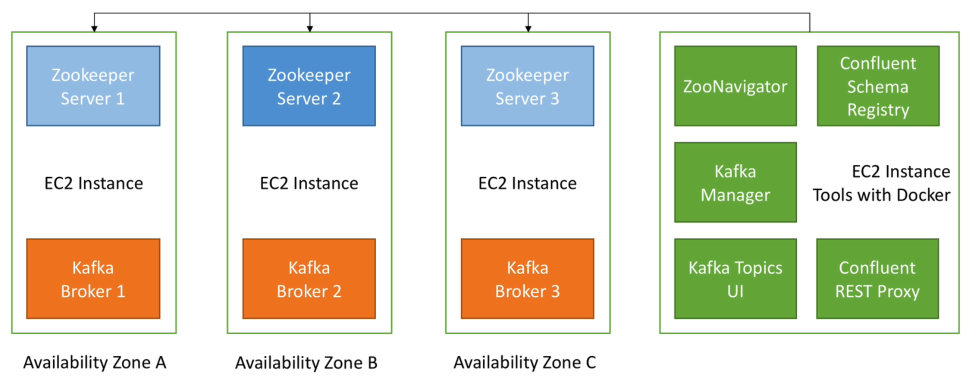 Zookeeper
Server 1
EC2 Instance
Kafka
Broker 1
Availability Zone A
Zookeeper
Server 2
EC2 Instance
Kafka
Broker 2
Availability Zone B
Zookeeper
Server 3
EC2 Instance
Kafka
Broker 3
Availability Zone C
ZooNavigator
Confluent
Schema
Registry
Kafka
Manager
EC2 Instance
Tools with Docker
Kafka Topics
UI
Confluent
REST Proxy